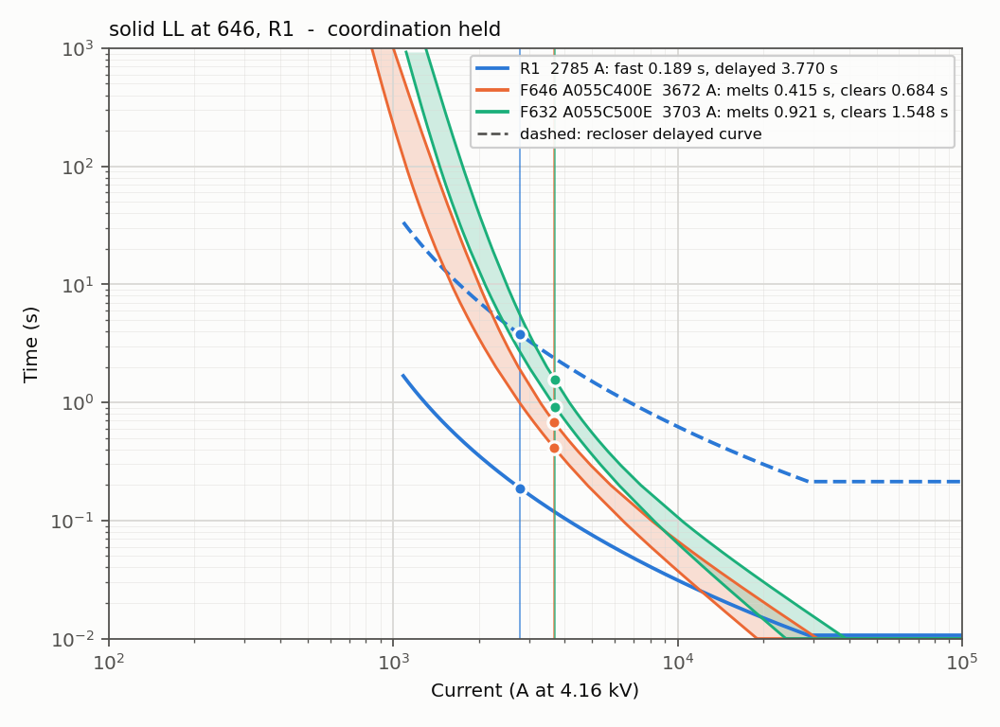 solid LL at 646, R1 - coordination held
R1 2785 A: fast 0.189 s, delayed 3.770 s
F646 A055C400E 3672 A: melts 0.415 s, clears 0.684 s
F632 A055C500E 3703 A: melts 0.921 s, clears 1.548 s
dashed: recloser delayed curve
Time (s)
10³
10²
10¹
10⁰
10⁻¹
10⁻²
10² 10³ 10⁴ 10⁵
Current (A at 4.16 kV)